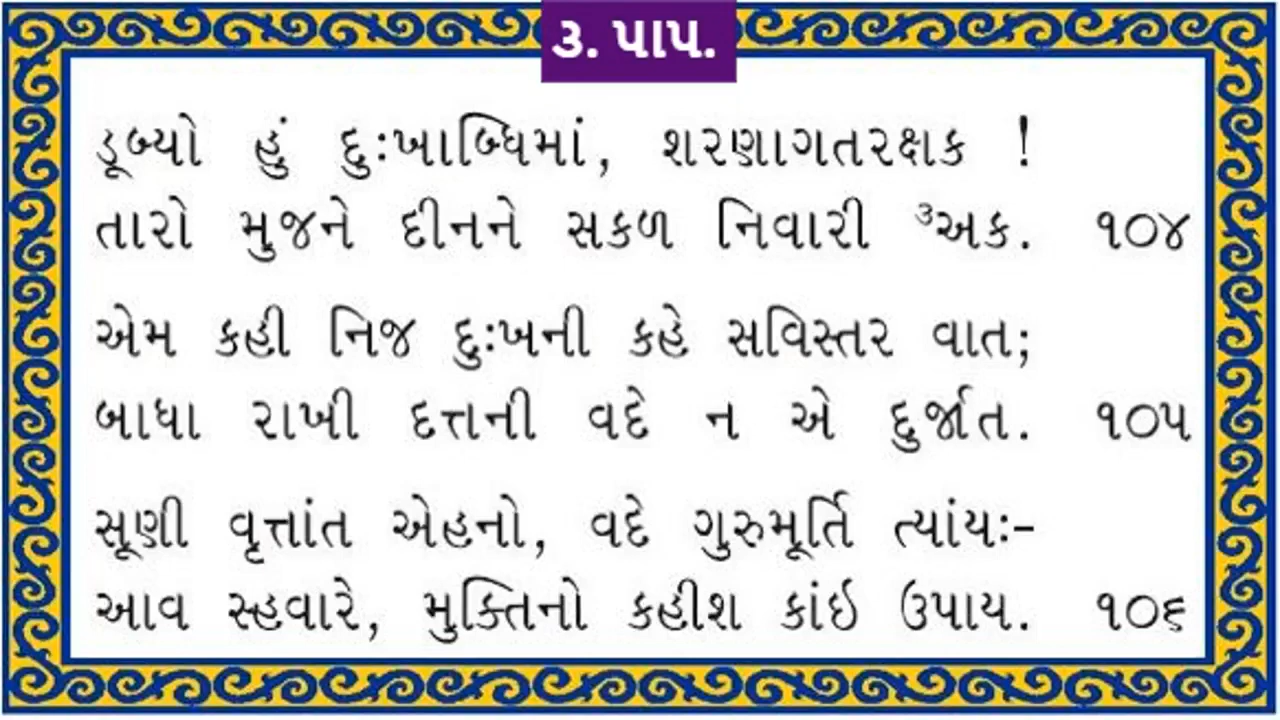 ૩. પાપ.
ડૂબ્યો હું દુઃખાબ્ધિમાં, શરણાગતરક્ષક !
તારો મુજને દીનને સકળ નિવારી ³અક. ૧૦૪
એમ કહી નિજ દુઃખની કહે સવિસ્તર વાત;
બાધા રાખી દત્તની વદે ન એ દુર્જાત. ૧૦૫
સૂણી વૃત્તાંત એહનો, વદે ગુરુમૂર્તિ ત્યાંયઃ-
આવ સ્હવારે, મુક્તિનો કહીશ કાંઇ ઉપાય. ૧૦૬